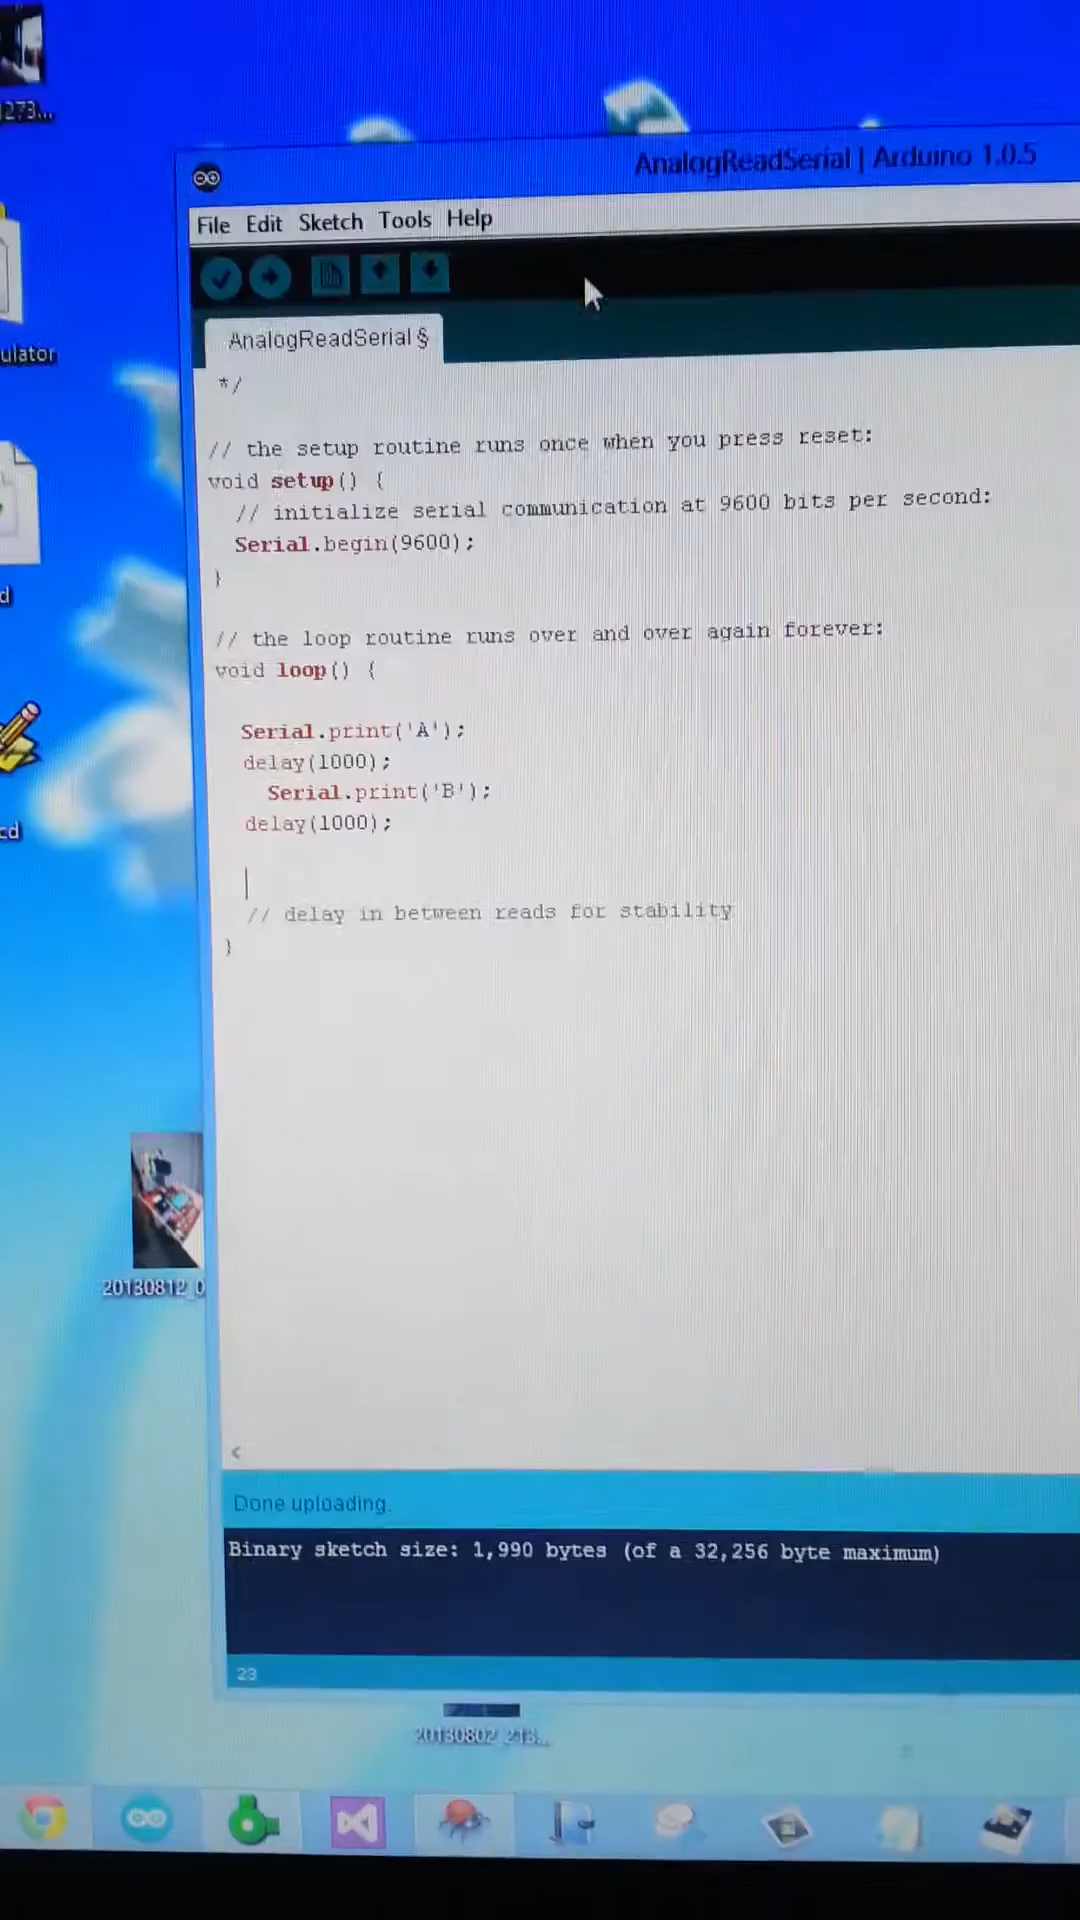 1273...
AnalogReadSerial | Arduino 1.0.5
File Edit Sketch Tools Help
AnalogReadSerial §
ulator
*/
// the setup routine runs once when you press reset:
void setup() {
// initialize serial communication at 9600 bits per second:
Serial.begin(9600);
}
d
// the loop routine runs over and over again forever:
void loop() {
Serial.print('A');
delay(1000);
Serial.print('B');
delay(1000);
cd
// delay in between reads for stability
}
20130812_0
<
Done uploading.
Binary sketch size: 1,990 bytes (of a 32,256 byte maximum)
23
20130802_213...